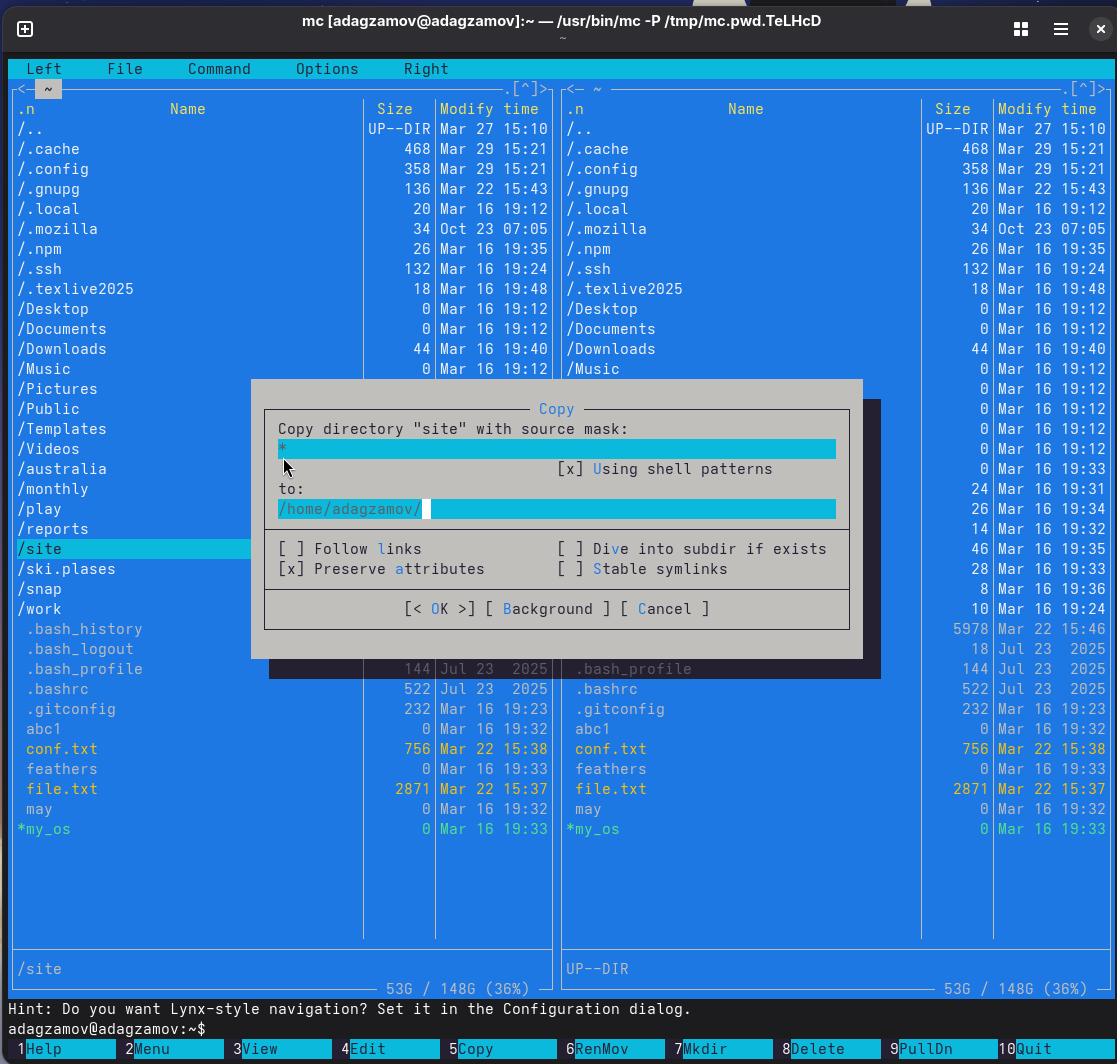 mc [adagzamov@adagzamov]:~ — /usr/bin/mc -P /tmp/mc.pwd.TeLHcD
~
Left File Command Options Right
<─ ~ .[^]> <─ ~ .[^]>
.n Name Size Modify time .n Name Size Modify time
/.. UP--DIR Mar 27 15:10 /.. UP--DIR Mar 27 15:10
/.cache 468 Mar 29 15:21 /.cache 468 Mar 29 15:21
/.config 358 Mar 29 15:21 /.config 358 Mar 29 15:21
/.gnupg 136 Mar 22 15:43 /.gnupg 136 Mar 22 15:43
/.local 20 Mar 16 19:12 /.local 20 Mar 16 19:12
/.mozilla 34 Oct 23 07:05 /.mozilla 34 Oct 23 07:05
/.npm 26 Mar 16 19:35 /.npm 26 Mar 16 19:35
/.ssh 132 Mar 16 19:24 /.ssh 132 Mar 16 19:24
/.texlive2025 18 Mar 16 19:48 /.texlive2025 18 Mar 16 19:48
/Desktop 0 Mar 16 19:12 /Desktop 0 Mar 16 19:12
/Documents 0 Mar 16 19:12 /Documents 0 Mar 16 19:12
/Downloads 44 Mar 16 19:40 /Downloads 44 Mar 16 19:40
/Music 0 Mar 16 19:12 /Music 0 Mar 16 19:12
/Pictures 0 Mar 16 19:12
/Public Copy 0 Mar 16 19:12
/Templates Copy directory "site" with source mask: 0 Mar 16 19:12
/Videos * 0 Mar 16 19:12
/australia [x] Using shell patterns 0 Mar 16 19:33
/monthly to: 24 Mar 16 19:31
/play /home/adagzamov/ 26 Mar 16 19:34
/reports 14 Mar 16 19:32
/site [ ] Follow links [ ] Dive into subdir if exists 46 Mar 16 19:35
/ski.plases [x] Preserve attributes [ ] Stable symlinks 28 Mar 16 19:33
/snap 8 Mar 16 19:36
/work [< OK >] [ Background ] [ Cancel ] 10 Mar 16 19:24
.bash_history 5978 Mar 22 15:46
.bash_logout 18 Jul 23 2025
.bash_profile 144 Jul 23 2025 .bash_profile 144 Jul 23 2025
.bashrc 522 Jul 23 2025 .bashrc 522 Jul 23 2025
.gitconfig 232 Mar 16 19:23 .gitconfig 232 Mar 16 19:23
abc1 0 Mar 16 19:32 abc1 0 Mar 16 19:32
conf.txt 756 Mar 22 15:38 conf.txt 756 Mar 22 15:38
feathers 0 Mar 16 19:33 feathers 0 Mar 16 19:33
file.txt 2871 Mar 22 15:37 file.txt 2871 Mar 22 15:37
may 0 Mar 16 19:32 may 0 Mar 16 19:32
*my_os 0 Mar 16 19:33 *my_os 0 Mar 16 19:33
/site UP--DIR
53G / 148G (36%) 53G / 148G (36%)
Hint: Do you want Lynx-style navigation? Set it in the Configuration dialog.
adagzamov@adagzamov:~$
1Help 2Menu 3View 4Edit 5Copy 6RenMov 7Mkdir 8Delete 9PullDn 10Quit